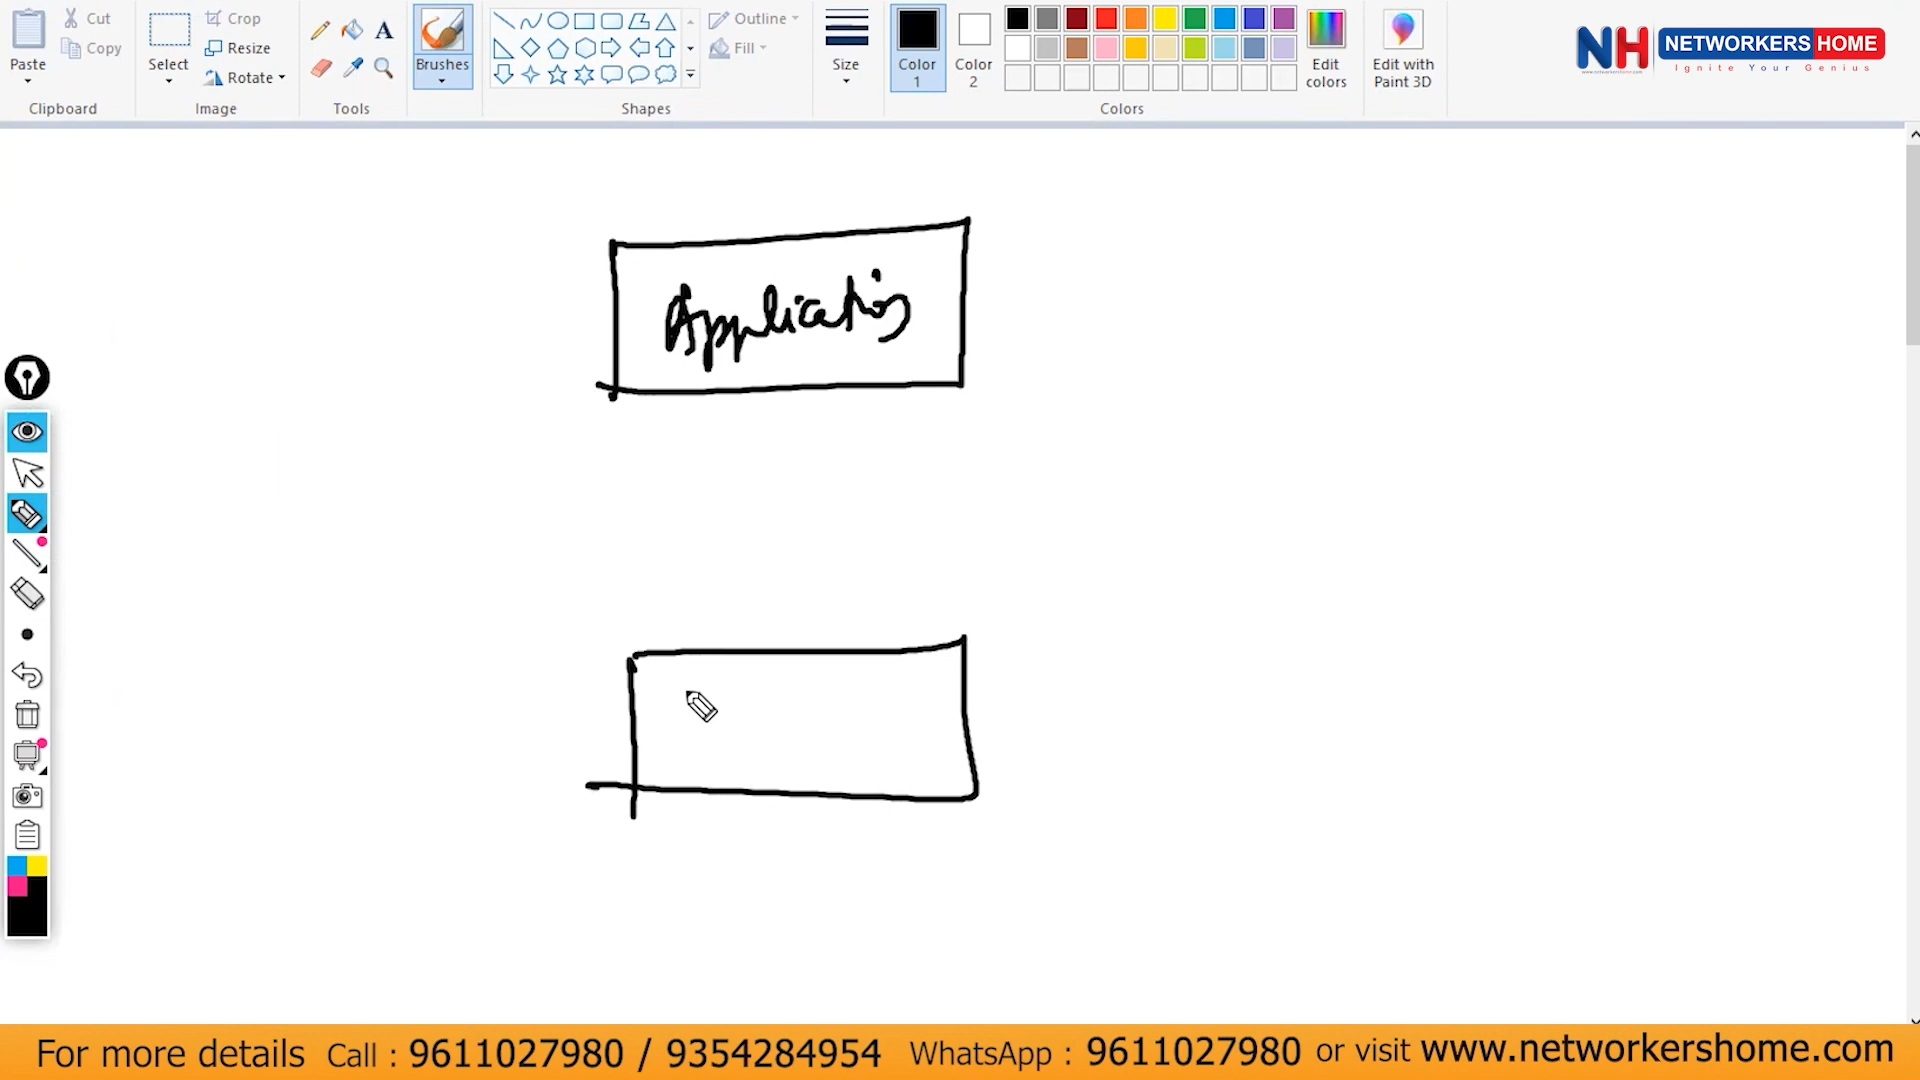 Paste
Cut
Copy
Clipboard
Select
Crop
Resize
Rotate
Image
A
Tools
Brushes
Shapes
Outline
Fill
Size
Color
1
Color
2
Colors
Edit
colors
Edit with
Paint 3D
NH NETWORKERS HOME
Ignite Your Genius
Application
For more details Call : 9611027980 / 9354284954 WhatsApp : 9611027980 or visit www.networkershome.com